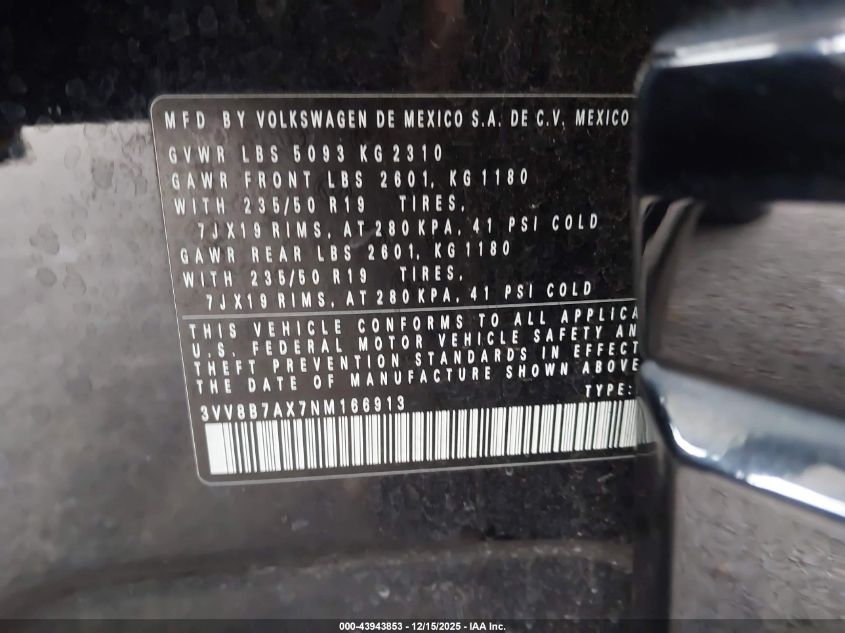 MFD BY VOLKSWAGEN DE MEXICO S.A. DE C.V. MEXICO
GVWR LBS 5093 KG 2310
GAWR FRONT LBS 2601, KG 1180
WITH 235/50 R19 TIRES,
7JX19 RIMS, AT 280 KPA, 41 PSI COLD
GAWR REAR LBS 2601, KG 1180
WITH 235/50 R19 TIRES,
7JX19 RIMS, AT 280 KPA, 41 PSI COLD
THIS VEHICLE CONFORMS TO ALL APPLICA
U.S. FEDERAL MOTOR VEHICLE SAFETY AN
THEFT PREVENTION STANDARDS IN EFFECT
THE DATE OF MANUFACTURE SHOWN ABOVE
TYPE:
3VV8B7AX7NM166913
000-43943853 - 12/15/2025 - IAA Inc.